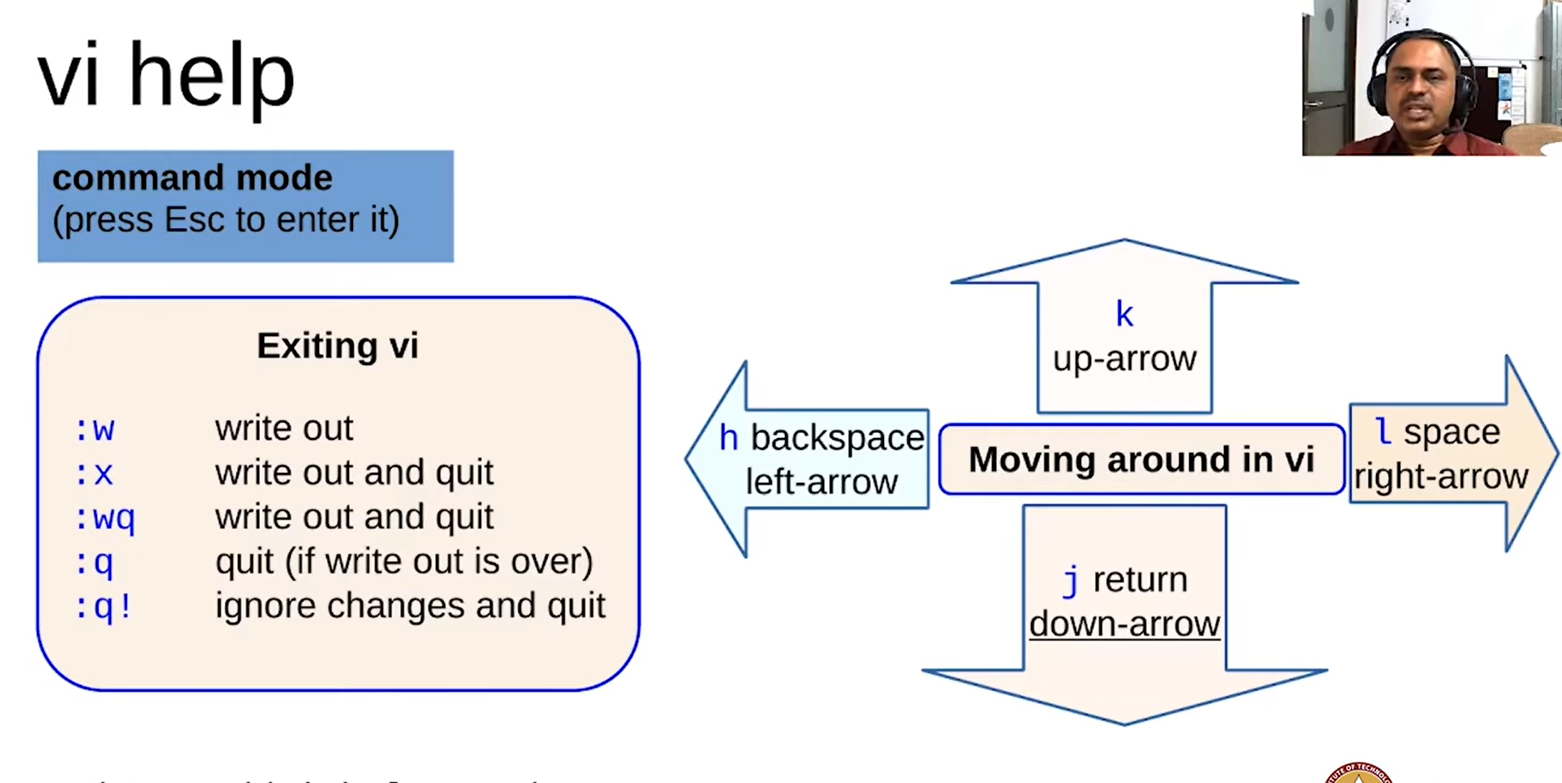 vi help
command mode
(press Esc to enter it)
Exiting vi
:w write out
:x write out and quit
:wq write out and quit
:q quit (if write out is over)
:q! ignore changes and quit
k
up-arrow
h backspace
left-arrow
Moving around in vi
l space
right-arrow
j return
down-arrow